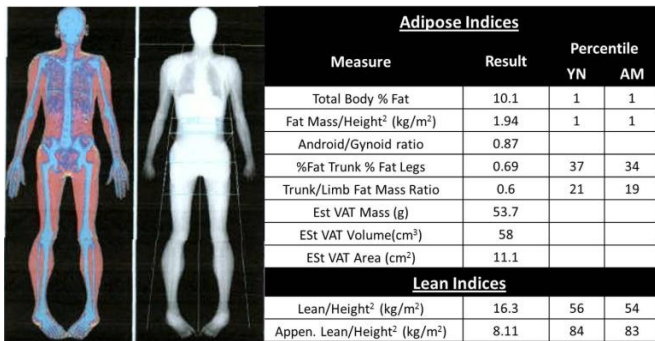 Adipose Indices
Measure Result Percentile
YN AM
Total Body % Fat 10.1 1 1
Fat Mass/Height² (kg/m²) 1.94 1 1
Android/Gynoid ratio 0.87
%Fat Trunk % Fat Legs 0.69 37 34
Trunk/Limb Fat Mass Ratio 0.6 21 19
Est VAT Mass (g) 53.7
ESt VAT Volume(cm³) 58
ESt VAT Area (cm²) 11.1
Lean Indices
Lean/Height² (kg/m²) 16.3 56 54
Appen. Lean/Height² (kg/m²) 8.11 84 83